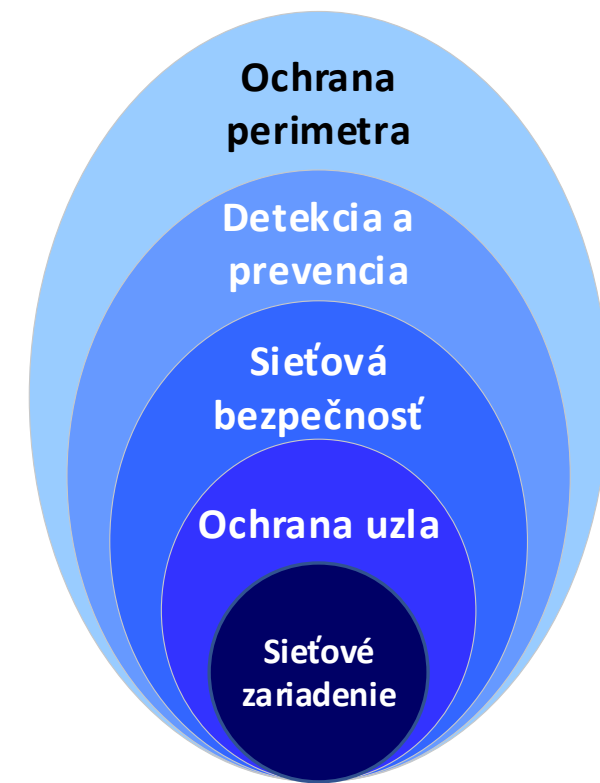 Ochrana
perimetra
Detekcia a
prevencia
Sieťová
bezpečnosť
Ochrana uzla
Sieťové
zariadenie